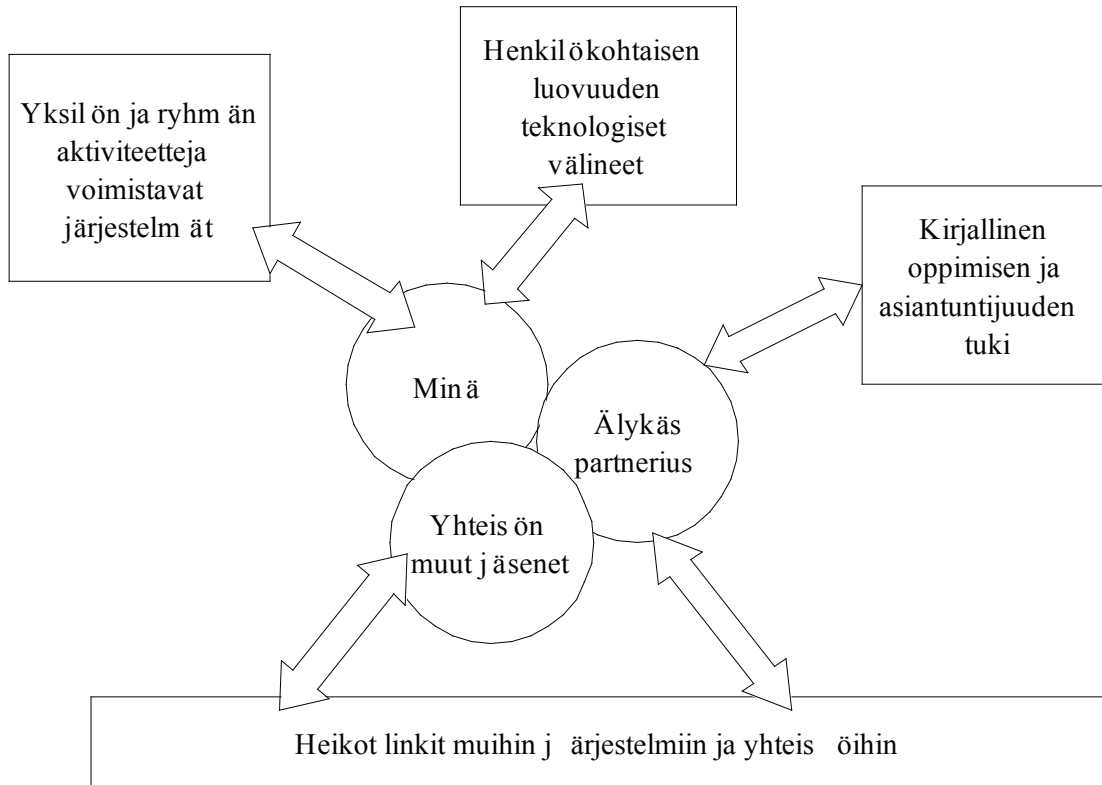 Yksilön ja ryhmän
aktiviteetteja
voimistavat
järjestelmät
Henkilökohtaisen
luovuuden
teknologiset
välineet
Kirjallinen
oppimisen ja
asiantuntijuuden
tuki
Minä
Älykäs
partnerius
Yhteisön
muut jäsenet
Heikot linkit muihin järjestelmiin ja yhteisöihin